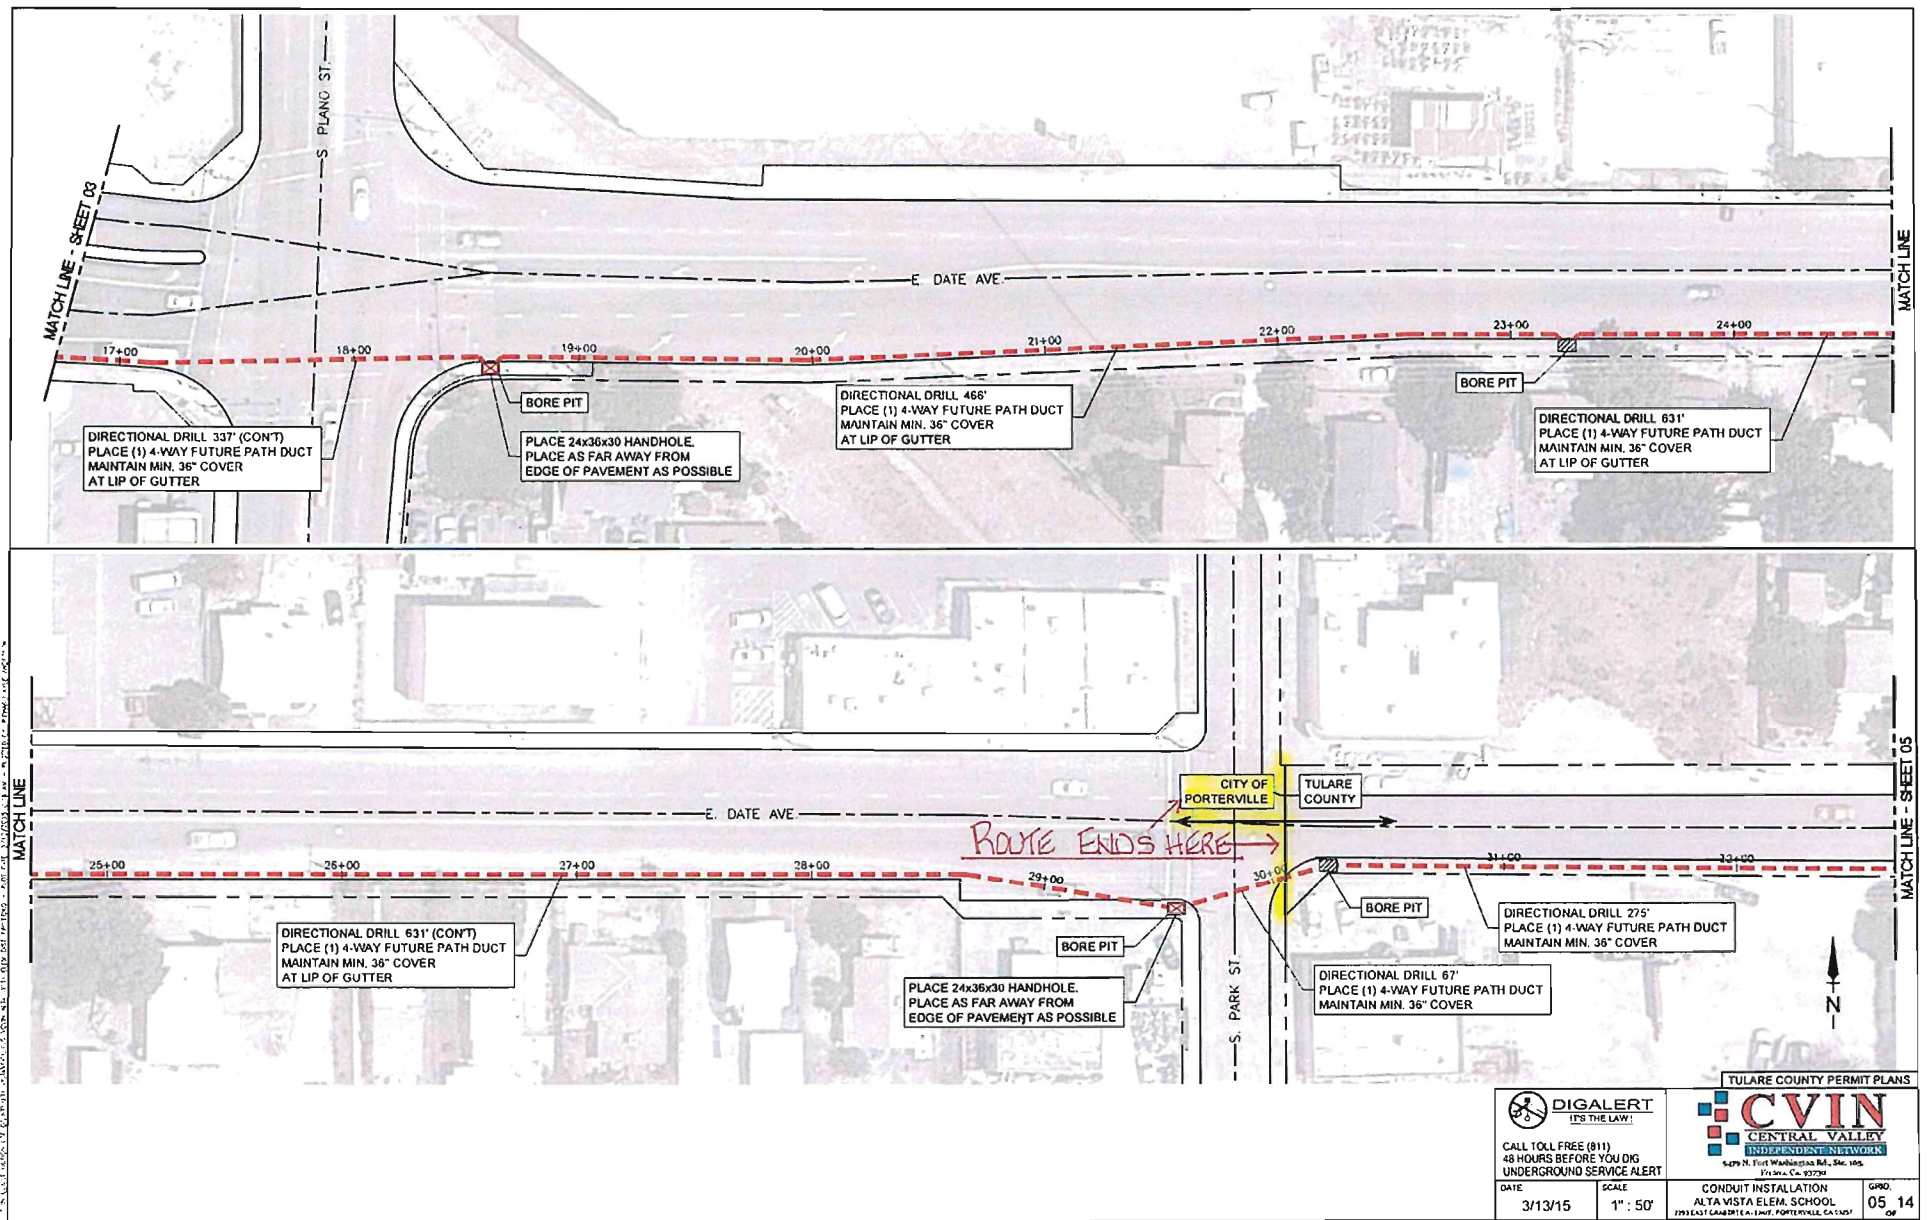 S PLANO ST.
MATCH LINE - SHEET 03
E. DATE AVE.
MATCH LINE
17+00
18+00
19+00
20+00
21+00
22+00
23+00
24+00
BORE PIT
BORE PIT
DIRECTIONAL DRILL 337' (CON'T)
PLACE (1) 4-WAY FUTURE PATH DUCT
MAINTAIN MIN. 36" COVER
AT LIP OF GUTTER
PLACE 24x36x30 HANDHOLE.
PLACE AS FAR AWAY FROM
EDGE OF PAVEMENT AS POSSIBLE
DIRECTIONAL DRILL 466'
PLACE (1) 4-WAY FUTURE PATH DUCT
MAINTAIN MIN. 36" COVER
AT LIP OF GUTTER
DIRECTIONAL DRILL 631'
PLACE (1) 4-WAY FUTURE PATH DUCT
MAINTAIN MIN. 36" COVER
AT LIP OF GUTTER
MATCH LINE
CITY OF
PORTERVILLE
TULARE
COUNTY
E. DATE AVE
ROUTE ENDS HERE
MATCH LINE - SHEET 05
25+00
26+00
27+00
28+00
29+00
30+00
31+00
32+00
BORE PIT
BORE PIT
DIRECTIONAL DRILL 631' (CON'T)
PLACE (1) 4-WAY FUTURE PATH DUCT
MAINTAIN MIN. 36" COVER
AT LIP OF GUTTER
PLACE 24x36x30 HANDHOLE.
PLACE AS FAR AWAY FROM
EDGE OF PAVEMENT AS POSSIBLE
S. PARK ST
DIRECTIONAL DRILL 275'
PLACE (1) 4-WAY FUTURE PATH DUCT
MAINTAIN MIN. 36" COVER
DIRECTIONAL DRILL 67'
PLACE (1) 4-WAY FUTURE PATH DUCT
MAINTAIN MIN. 36" COVER
N
TULARE COUNTY PERMIT PLANS
DIGALERT
IT'S THE LAW!
CALL TOLL FREE (811)
48 HOURS BEFORE YOU DIG
UNDERGROUND SERVICE ALERT
CVIN
CENTRAL VALLEY
INDEPENDENT NETWORK
N. Fort Washington Rd., Ste. 105
Fresno, Ca. 93730
DATE
3/13/15
SCALE
1" : 50'
CONDUIT INSTALLATION
ALTA VISTA ELEM. SCHOOL
PORTERVILLE, CA
GRID.
05 OF 14